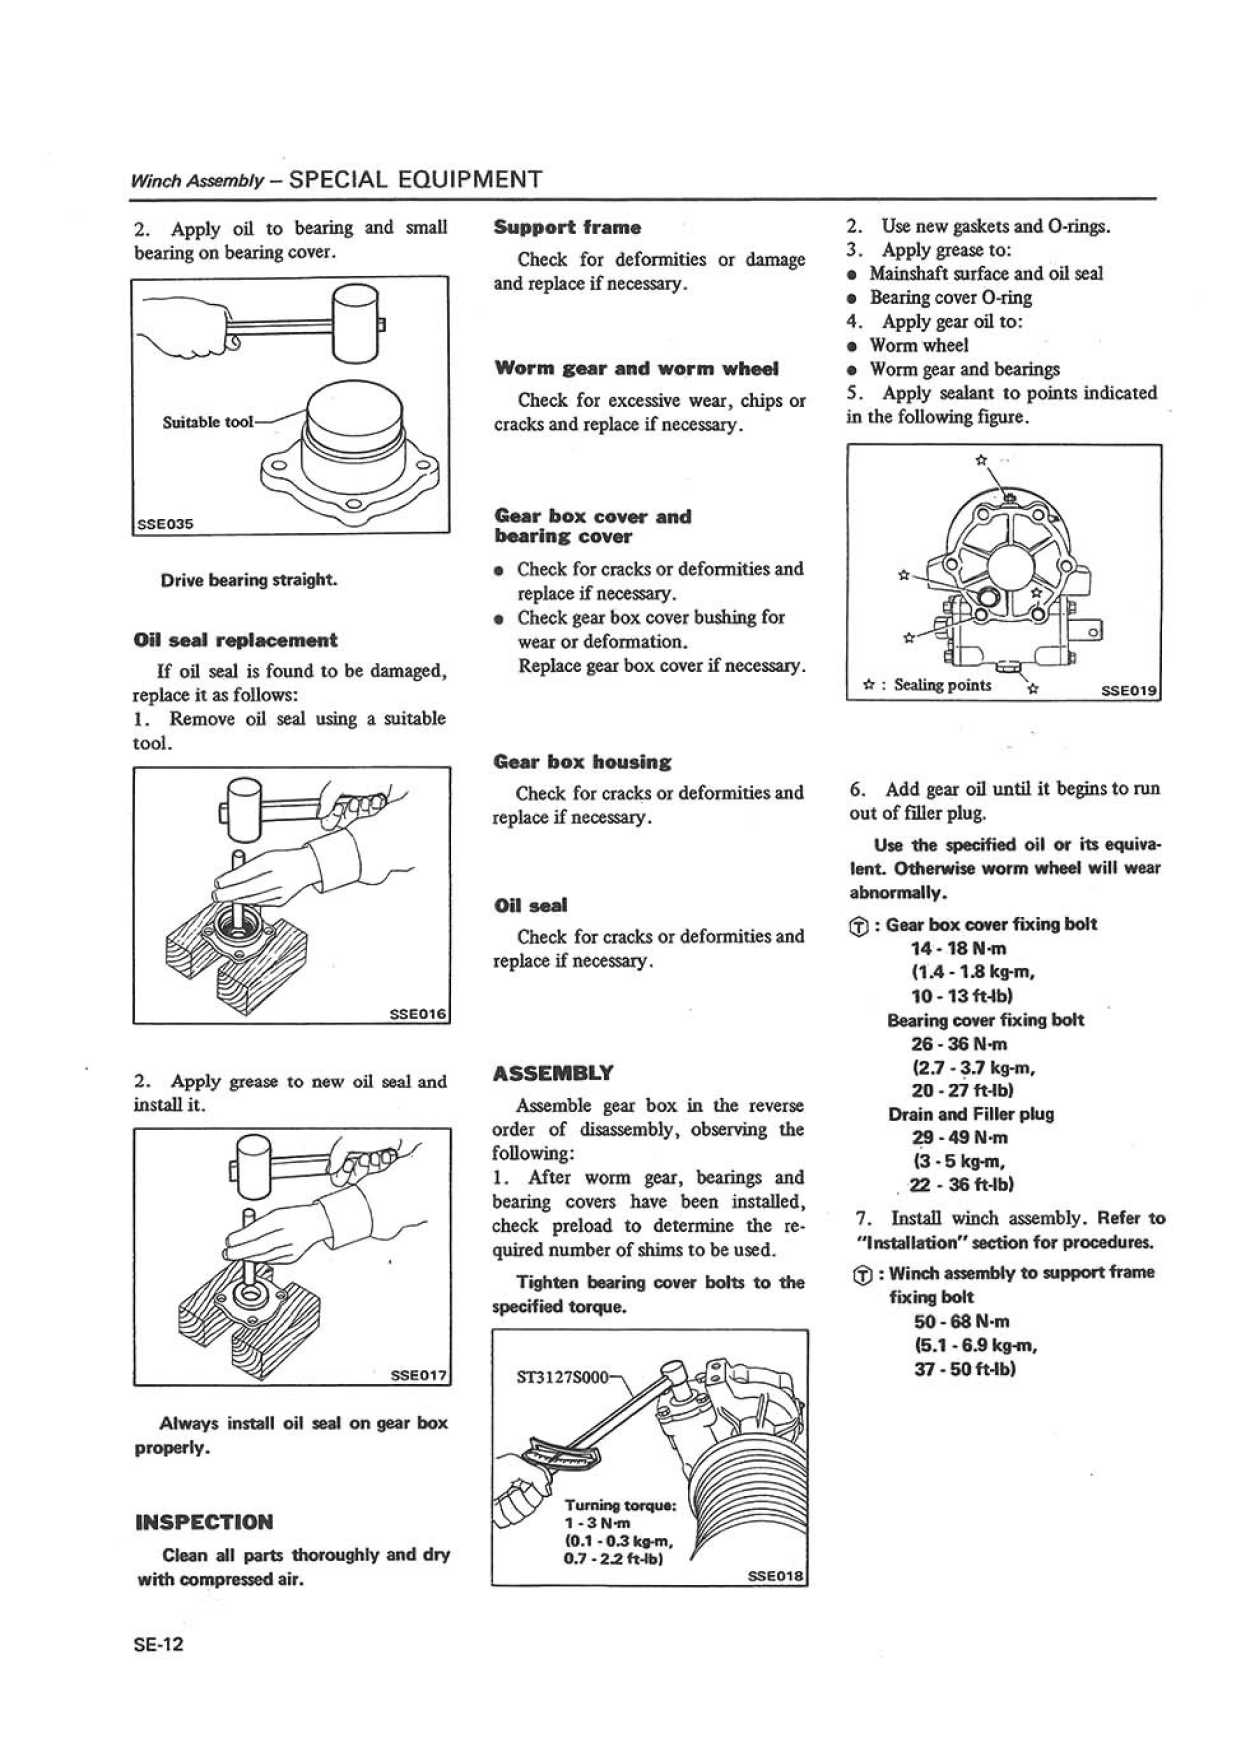 Winch Assembly – SPECIAL EQUIPMENT
2. Apply oil to bearing and small
bearing on bearing cover.
Suitable tool
SSE035
Drive bearing straight.
Oil seal replacement
If oil seal is found to be damaged,
replace it as follows:
1. Remove oil seal using a suitable
tool.
SSE016
2. Apply grease to new oil seal and
install it.
SSE017
Always install oil seal on gear box
properly.
INSPECTION
Clean all parts thoroughly and dry
with compressed air.
Support frame
Check for deformities or damage
and replace if necessary.
Worm gear and worm wheel
Check for excessive wear, chips or
cracks and replace if necessary.
Gear box cover and
bearing cover
● Check for cracks or deformities and
replace if necessary.
● Check gear box cover bushing for
wear or deformation.
Replace gear box cover if necessary.
Gear box housing
Check for cracks or deformities and
replace if necessary.
Oil seal
Check for cracks or deformities and
replace if necessary.
ASSEMBLY
Assemble gear box in the reverse
order of disassembly, observing the
following:
1. After worm gear, bearings and
bearing covers have been installed,
check preload to determine the re-
quired number of shims to be used.
Tighten bearing cover bolts to the
specified torque.
ST3127S000
Turning torque:
1 - 3 N·m
(0.1 - 0.3 kg-m,
0.7 - 2.2 ft-lb)
SSE018
2. Use new gaskets and O-rings.
3. Apply grease to:
● Mainshaft surface and oil seal
● Bearing cover O-ring
4. Apply gear oil to:
● Worm wheel
● Worm gear and bearings
5. Apply sealant to points indicated
in the following figure.
☆ : Sealing points
SSE019
6. Add gear oil until it begins to run
out of filler plug.
Use the specified oil or its equiva-
lent. Otherwise worm wheel will wear
abnormally.
Ⓣ : Gear box cover fixing bolt
14 - 18 N·m
(1.4 - 1.8 kg-m,
10 - 13 ft-lb)
Bearing cover fixing bolt
26 - 36 N·m
(2.7 - 3.7 kg-m,
20 - 27 ft-lb)
Drain and Filler plug
29 - 49 N·m
(3 - 5 kg-m,
22 - 36 ft-lb)
7. Install winch assembly. Refer to
"Installation" section for procedures.
Ⓣ : Winch assembly to support frame
fixing bolt
50 - 68 N·m
(5.1 - 6.9 kg-m,
37 - 50 ft-lb)
SE-12